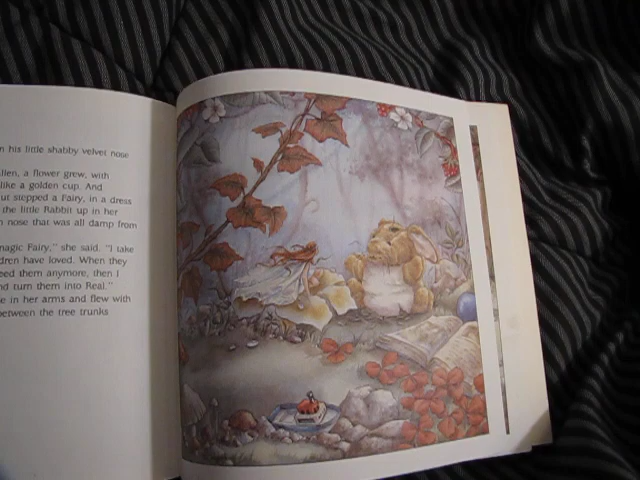 his little shabby velvet nose
allen, a flower grew, with
like a golden cup. And
ut stepped a Fairy, in a dress
the little Rabbit up in her
nose that was all damp from
magic Fairy," she said. "I take
dren have loved. When they
eed them anymore, then I
nd turn them into Real."
e in her arms and flew with
between the tree trunks